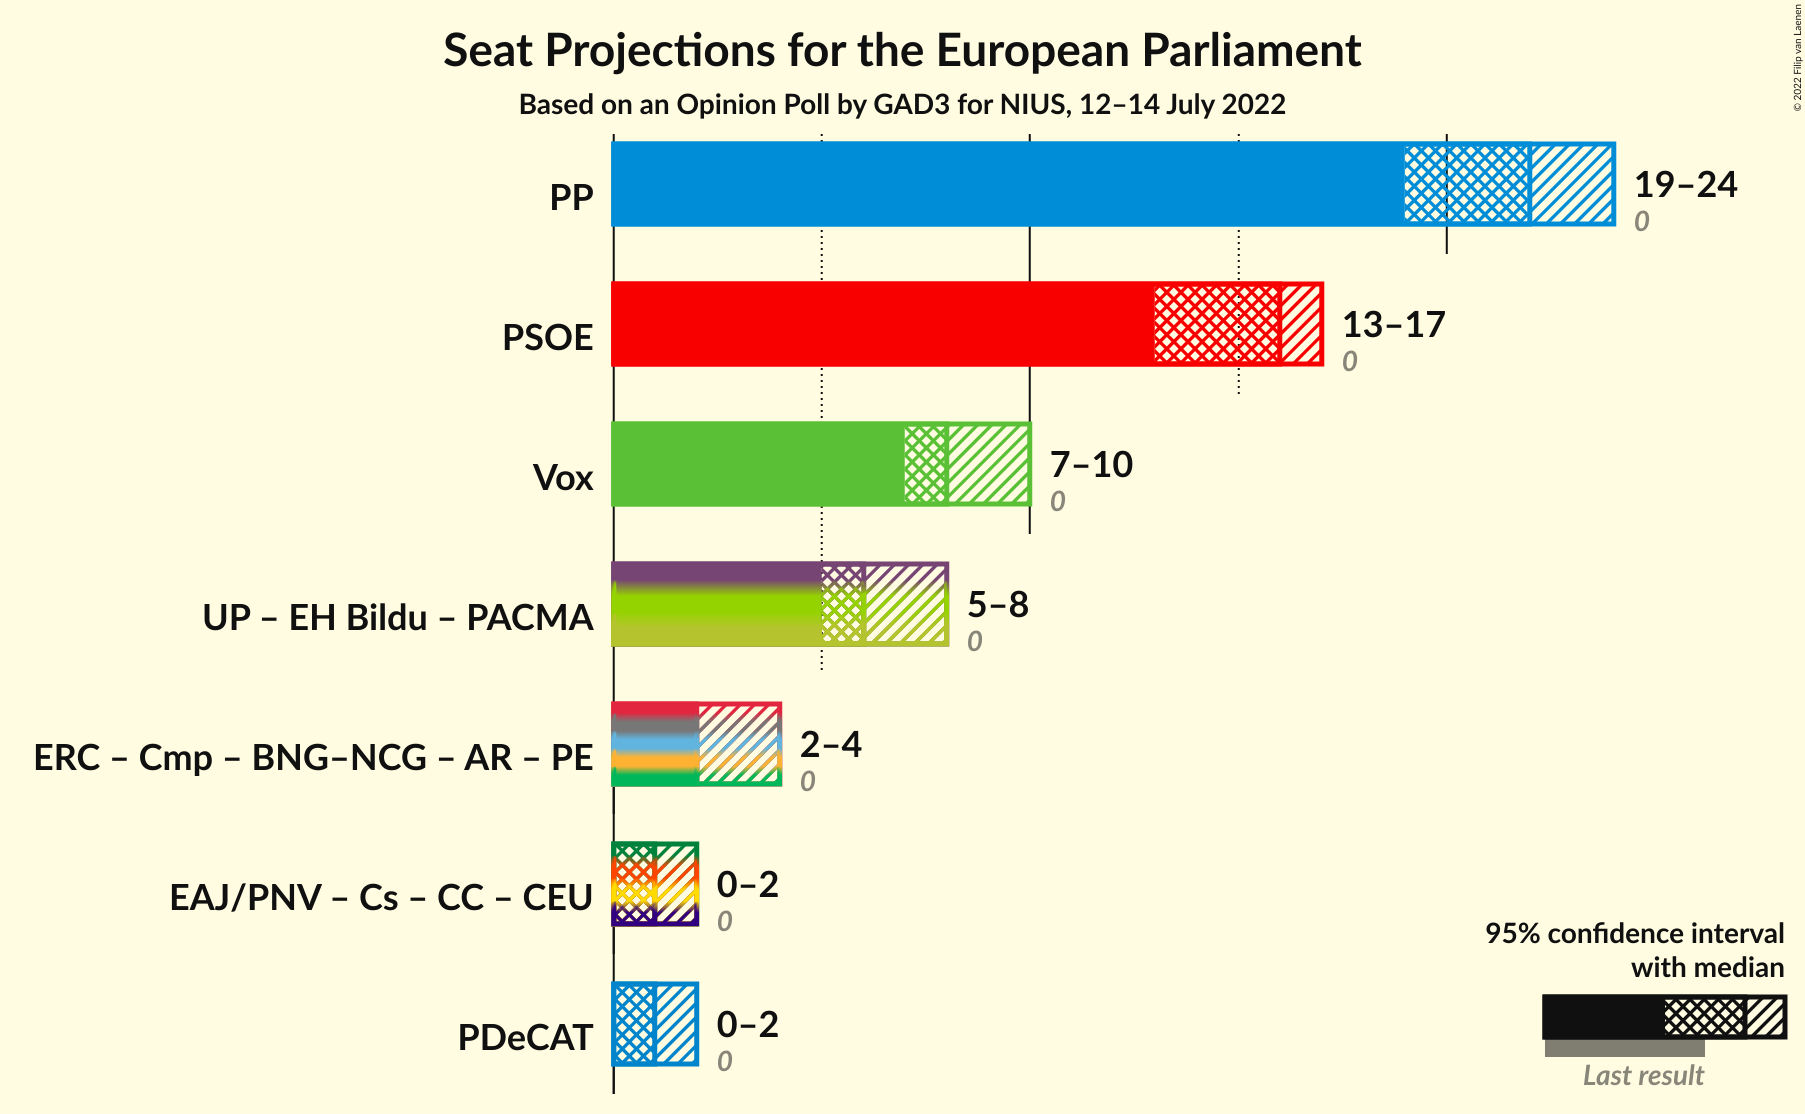 Seat Projections for the European Parliament
Based on an Opinion Poll by GAD3 for NIUS, 12–14 July 2022
© 2022 Filip van Laenen
PP
19–24
0
PSOE
13–17
0
Vox
7–10
0
UP – EH Bildu – PACMA
5–8
0
ERC – Cmp – BNG–NCG – AR – PE
2–4
0
EAJ/PNV – Cs – CC – CEU
0–2
0
PDeCAT
0–2
0
95% confidence interval
with median
Last result